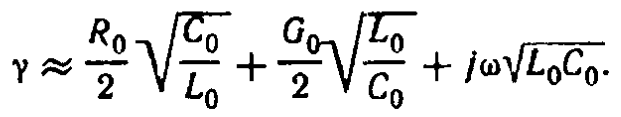 γ ≈ R₀/2 √(C₀/L₀) + G₀/2 √(L₀/C₀) + jω√(L₀C₀).